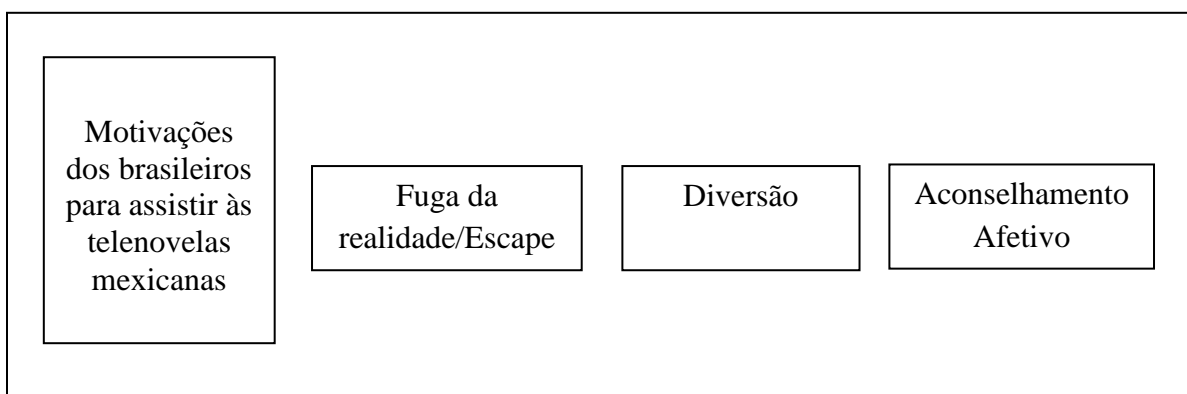 Motivações
dos brasileiros
para assistir às
telenovelas
mexicanas
Fuga da
realidade/Escape
Diversão
Aconselhamento
Afetivo